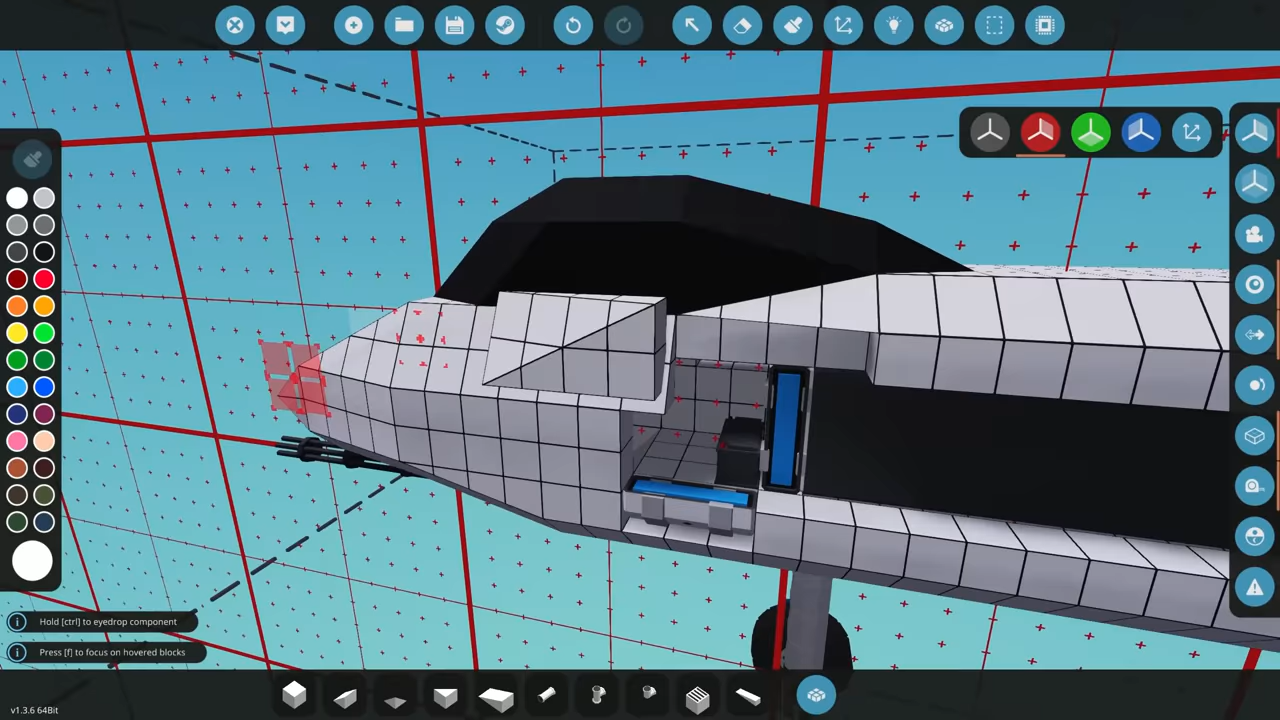 Hold [ctrl] to eyedrop component
Press [f] to focus on hovered blocks
v1.3.6 64Bit